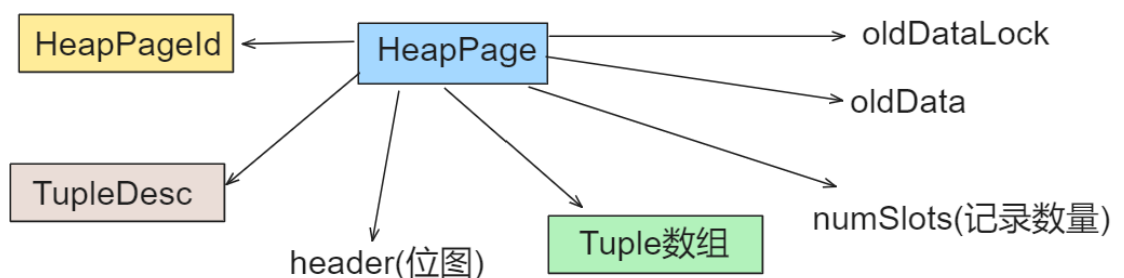 HeapPageId
HeapPage
oldDataLock
oldData
TupleDesc
numSlots(记录数量)
Tuple数组
header(位图)